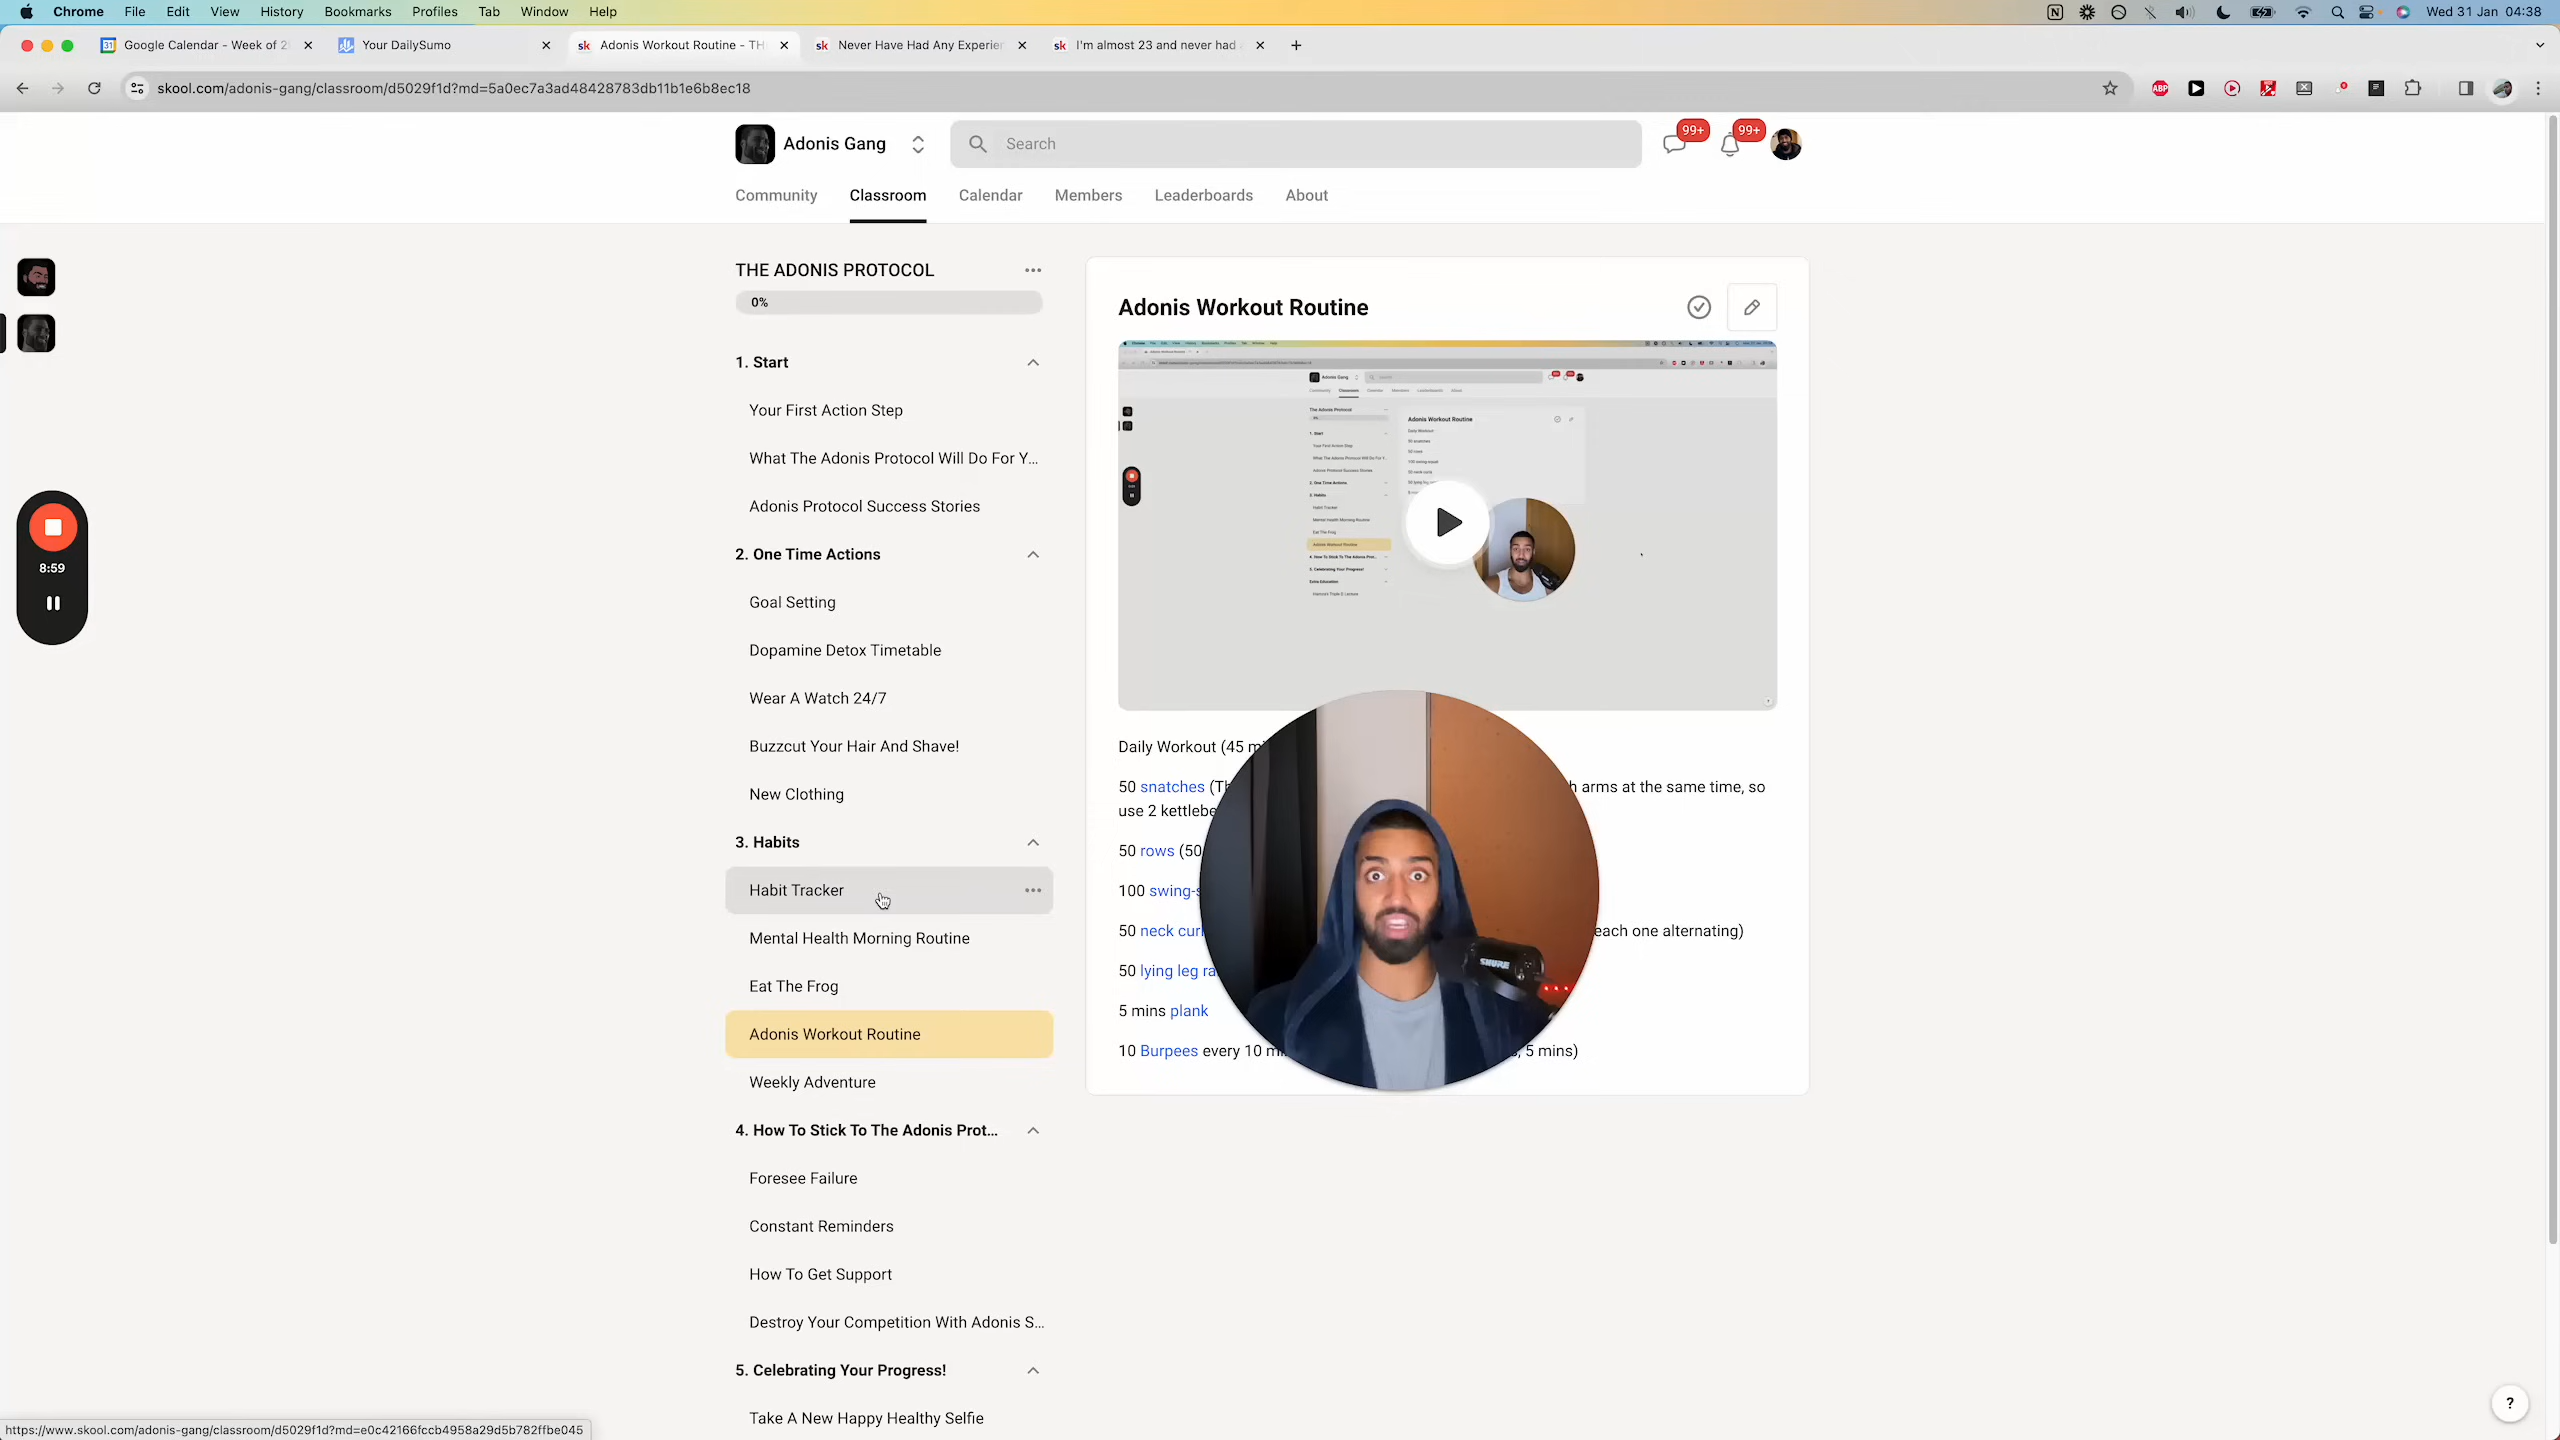 Chrome File Edit View History Bookmarks Profiles Tab Window Help
Wed 31 Jan 04:38
Google Calendar - Week of 2
Your DailySumo
Adonis Workout Routine - TH
Never Have Had Any Experien
I'm almost 23 and never had
skool.com/adonis-gang/classroom/d5029f1d?md=5a0ec7a3ad48428783db11b1e6b8ec18
Adonis Gang
Search
99+
99+
Community Classroom Calendar Members Leaderboards About
THE ADONIS PROTOCOL
0%
1. Start
Your First Action Step
What The Adonis Protocol Will Do For Y...
Adonis Protocol Success Stories
2. One Time Actions
Goal Setting
Dopamine Detox Timetable
Wear A Watch 24/7
Buzzcut Your Hair And Shave!
New Clothing
3. Habits
Habit Tracker
Mental Health Morning Routine
Eat The Frog
Adonis Workout Routine
Weekly Adventure
4. How To Stick To The Adonis Prot...
Foresee Failure
Constant Reminders
How To Get Support
Destroy Your Competition With Adonis S...
5. Celebrating Your Progress!
Take A New Happy Healthy Selfie
8:59
Adonis Workout Routine
Adonis Gang
Adonis Workout Routine
Daily Workout (45
50 snatches
h arms at the same time, so
use 2 kettlebe
50 rows (50
100 swing-s
50 neck cur
each one alternating)
50 lying leg ra
5 mins plank
10 Burpees every 10
5 mins)
SHURE
?
https://www.skool.com/adonis-gang/classroom/d5029f1d?md=e0c42166fccb4958a29d5b782ffbe045